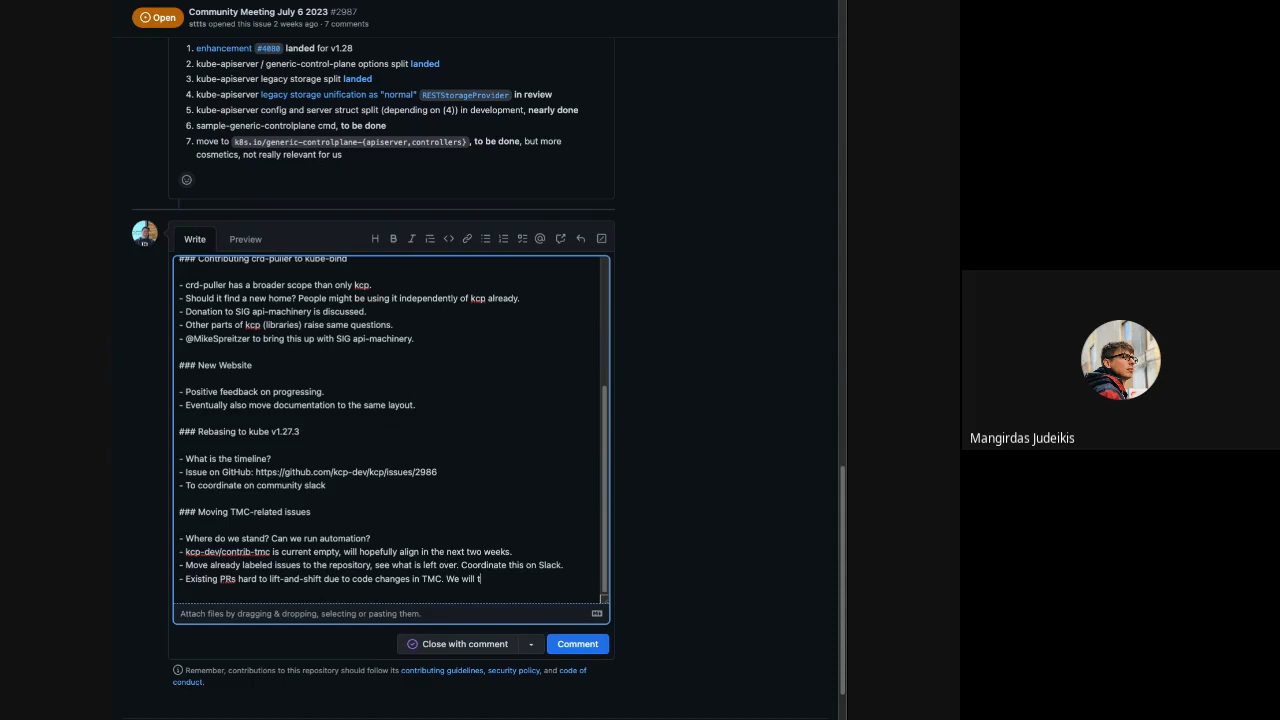 Open
Community Meeting July 6 2023 #2987
sttts opened this issue 2 weeks ago · 7 comments
1. enhancement #4080 landed for v1.28
2. kube-apiserver / generic-control-plane options split landed
3. kube-apiserver legacy storage split landed
4. kube-apiserver legacy storage unification as "normal" RESTStorageProvider in review
5. kube-apiserver config and server struct split (depending on (4)) in development, nearly done
6. sample-generic-controlplane cmd, to be done
7. move to k8s.io/generic-controlplane-{apiserver,controllers}, to be done, but more
cosmetics, not really relevant for us
Write
Preview
### Contributing crd-puller to kube-bind
- crd-puller has a broader scope than only kcp.
- Should it find a new home? People might be using it independently of kcp already.
- Donation to SIG api-machinery is discussed.
- Other parts of kcp (libraries) raise same questions.
- @MikeSpreitzer to bring this up with SIG api-machinery.
### New Website
- Positive feedback on progressing.
- Eventually also move documentation to the same layout.
### Rebasing to kube v1.27.3
- What is the timeline?
- Issue on GitHub: https://github.com/kcp-dev/kcp/issues/2986
- To coordinate on community slack
### Moving TMC-related issues
- Where do we stand? Can we run automation?
- kcp-dev/contrib-tmc is current empty, will hopefully align in the next two weeks.
- Move already labeled issues to the repository, see what is left over. Coordinate this on Slack.
- Existing PRs hard to lift-and-shift due to code changes in TMC. We will t
Attach files by dragging & dropping, selecting or pasting them.
Close with comment
Comment
Remember, contributions to this repository should follow its contributing guidelines, security policy, and code of
conduct.
Mangirdas Judeikis